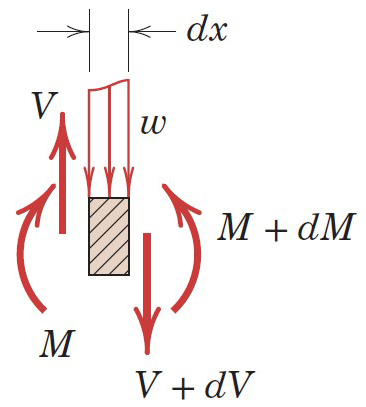 dx
V
w
M + dM
M
V + dV